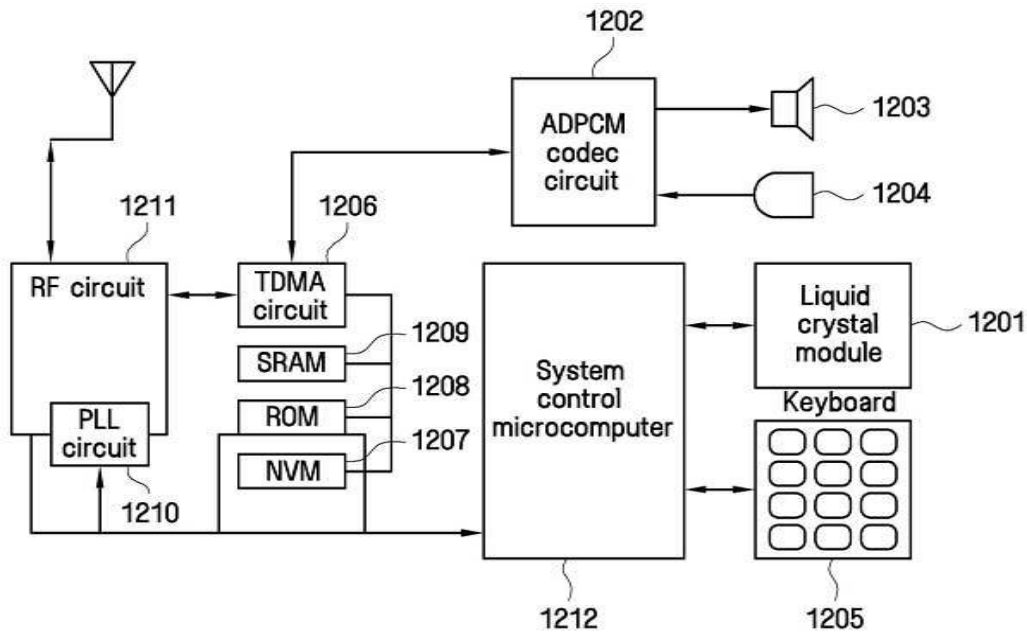 1202
ADPCM
codec
circuit
1203
1204
1211
1206
RF circuit
TDMA
circuit
1209
SRAM
1208
ROM
1207
NVM
PLL
circuit
1210
System
control
microcomputer
1212
Liquid
crystal
module
1201
Keyboard
1205